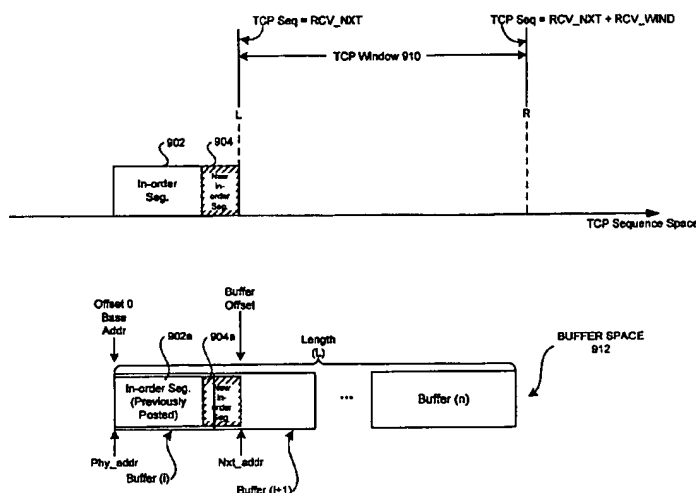 TCP Seq = RCV_NXT
TCP Seq = RCV_NXT + RCV_WIND
TCP Window 910
L
R
902
904
In-order
Seg.
New
In-
order
Seg.
TCP Sequence Space
Offset 0
Base
Addr
Buffer
Offset
902a
904a
Length
(L)
BUFFER SPACE
912
In-order Seg.
(Previously
Posted)
New
In-
order
Seg
...
Buffer (n)
Phy_addr
Nxt_addr
Buffer (i)
Buffer (i+1)